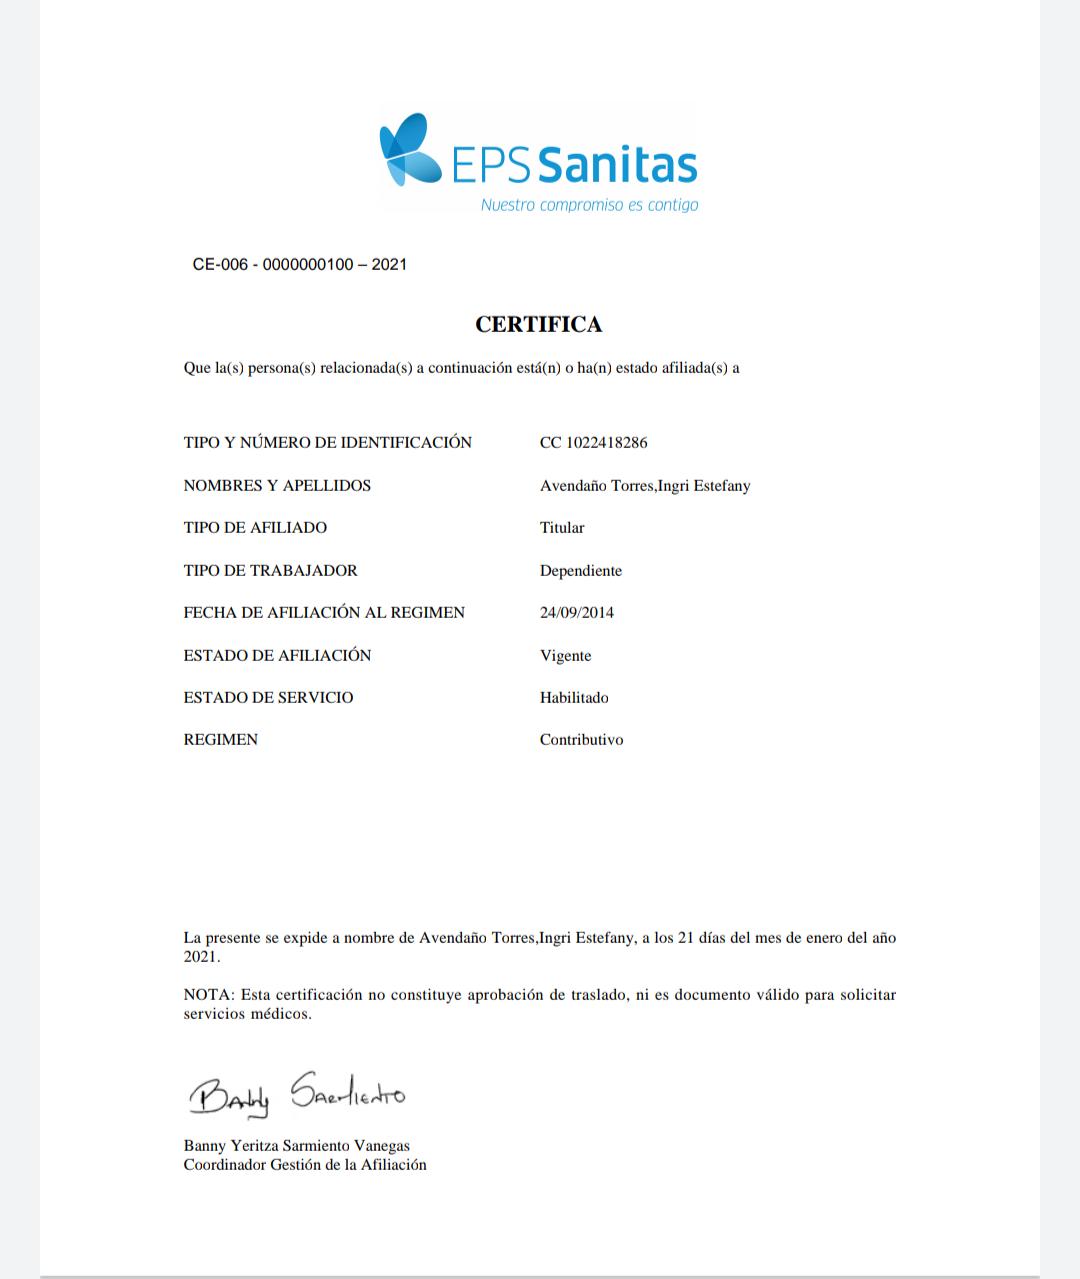 EPS Sanitas
Nuestro compromiso es contigo
CE-006 - 0000000100 – 2021
CERTIFICA
Que la(s) persona(s) relacionada(s) a continuación está(n) o ha(n) estado afiliada(s) a
TIPO Y NÚMERO DE IDENTIFICACIÓN CC 1022418286
NOMBRES Y APELLIDOS Avendaño Torres,Ingri Estefany
TIPO DE AFILIADO Titular
TIPO DE TRABAJADOR Dependiente
FECHA DE AFILIACIÓN AL REGIMEN 24/09/2014
ESTADO DE AFILIACIÓN Vigente
ESTADO DE SERVICIO Habilitado
REGIMEN Contributivo
La presente se expide a nombre de Avendaño Torres,Ingri Estefany, a los 21 días del mes de enero del año
2021.
NOTA: Esta certificación no constituye aprobación de traslado, ni es documento válido para solicitar
servicios médicos.
Banny Sarmiento
Banny Yeritza Sarmiento Vanegas
Coordinador Gestión de la Afiliación